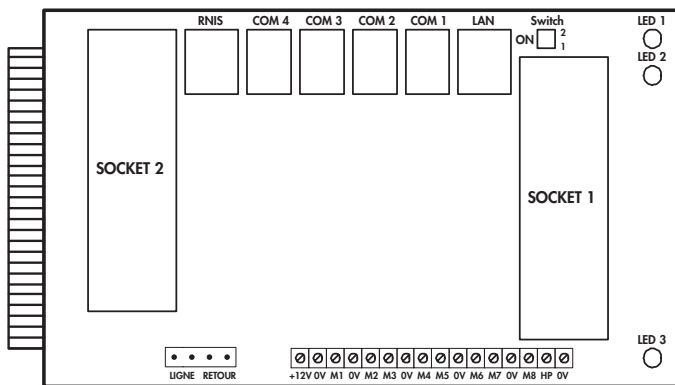 RNIS COM 4 COM 3 COM 2 COM 1 LAN Switch LED 1
ON 2
1
LED 2
SOCKET 2
SOCKET 1
LED 3
LIGNE RETOUR
+12V 0V M1 0V M2 M3 0V M4 M5 0V M6 M7 0V M8 HP 0V